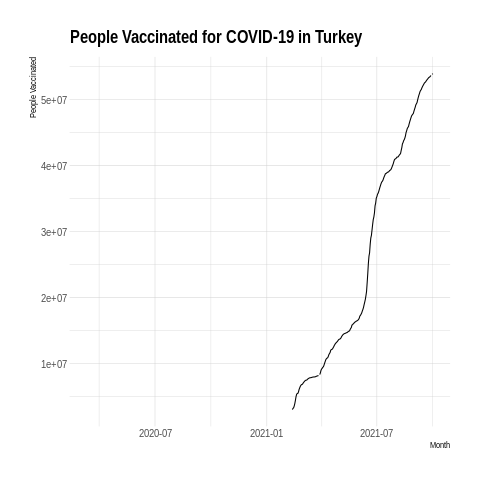 People Vaccinated for COVID-19 in Turkey
People Vaccinated
5e+07
4e+07
3e+07
2e+07
1e+07
2020-07 2021-01 2021-07
Month